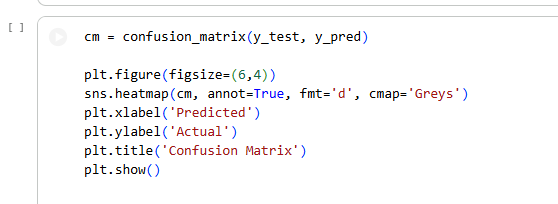 [ ]
cm = confusion_matrix(y_test, y_pred)
plt.figure(figsize=(6,4))
sns.heatmap(cm, annot=True, fmt='d', cmap='Greys')
plt.xlabel('Predicted')
plt.ylabel('Actual')
plt.title('Confusion Matrix')
plt.show()